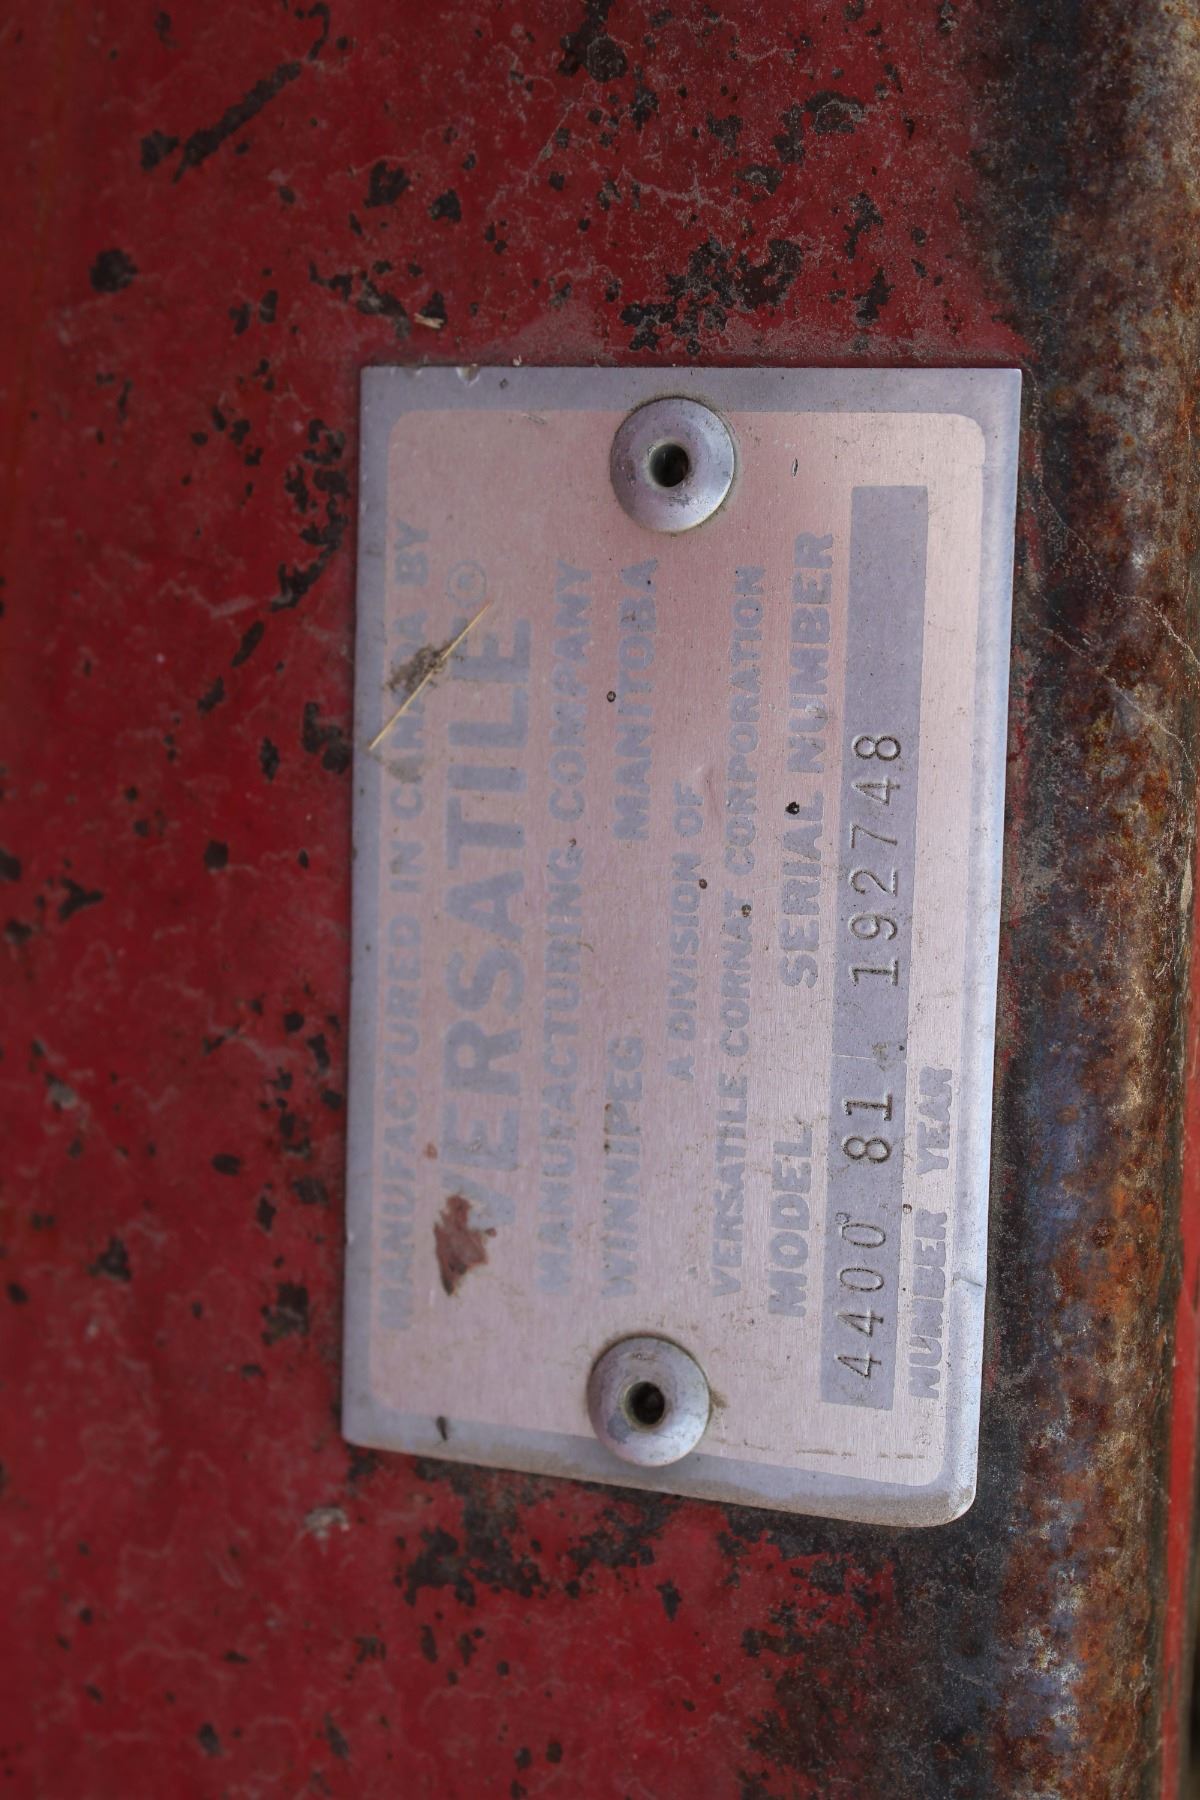 MANUFACTURED IN CANADA BY
VERSATILE®
MANUFACTURING COMPANY
WINNIPEG MANITOBA
A DIVISION OF
VERSATILE CORNAT CORPORATION
MODEL SERIAL NUMBER
4400 81 192748
NUMBER YEAR